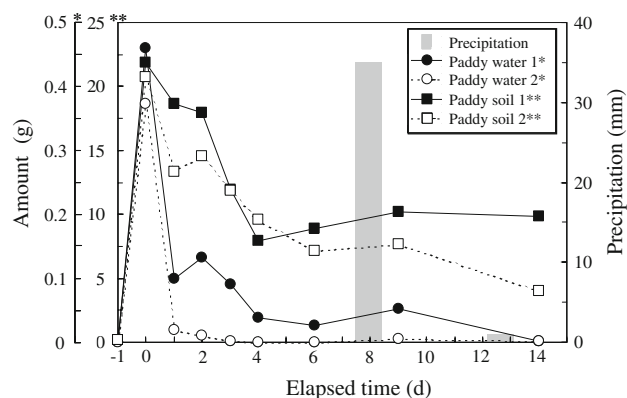 * **
0.5 0.4 0.3 0.2 0.1 0
25 20 15 10 5 0
40 30 20 10 0
Amount (g)
Precipitation (mm)
Precipitation
Paddy water 1*
Paddy water 2*
Paddy soil 1**
Paddy soil 2**
-1 0 2 4 6 8 10 12 14
Elapsed time (d)